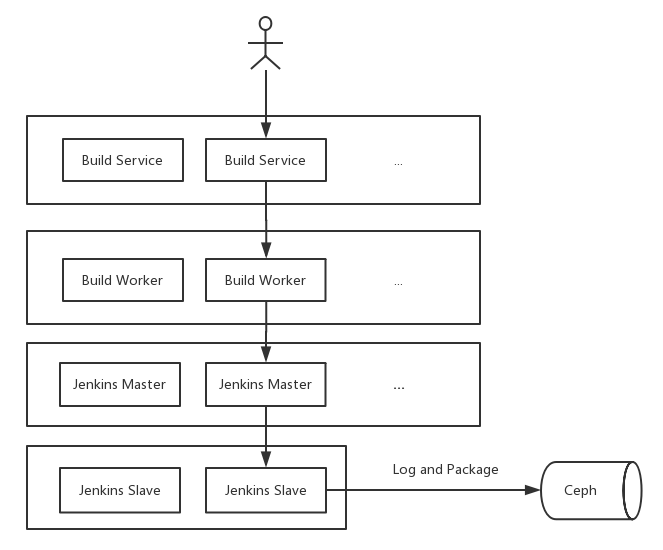 Build Service
Build Service
...
Build Worker
Build Worker
...
Jenkins Master
Jenkins Master
...
Jenkins Slave
Jenkins Slave
Log and Package
Ceph